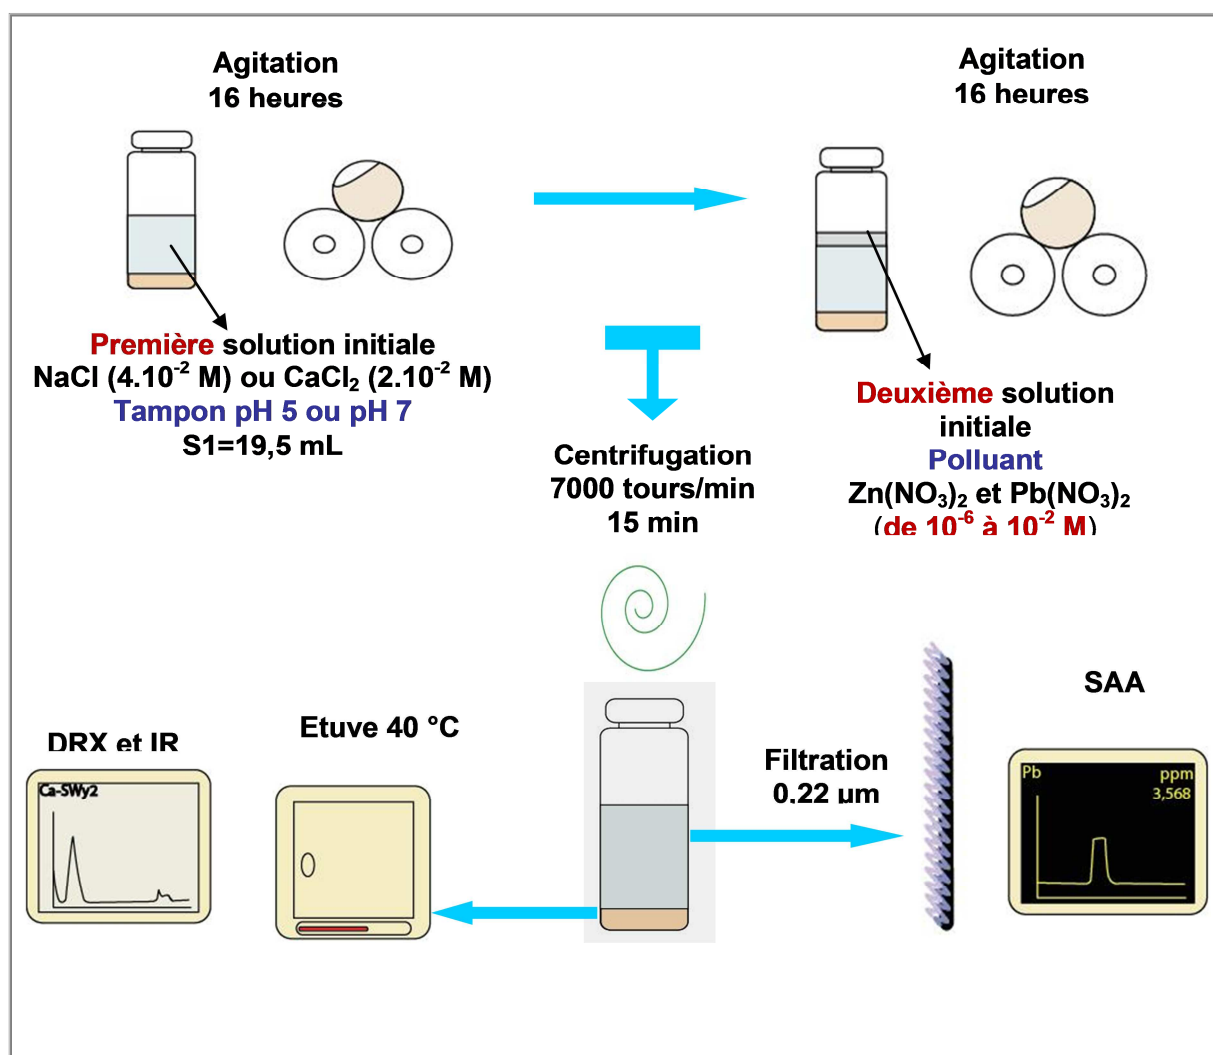 Agitation
16 heures
Agitation
16 heures
Première solution initiale
NaCl (4.10⁻² M) ou CaCl₂ (2.10⁻² M)
Tampon pH 5 ou pH 7
S1=19,5 mL
Deuxième solution
initiale
Polluant
Zn(NO₃)₂ et Pb(NO₃)₂
(de 10⁻⁶ à 10⁻² M)
Centrifugation
7000 tours/min
15 min
DRX et IR
Ca-SWy2
Etuve 40 °C
Filtration
0.22 µm
SAA
Pb
ppm
3,568